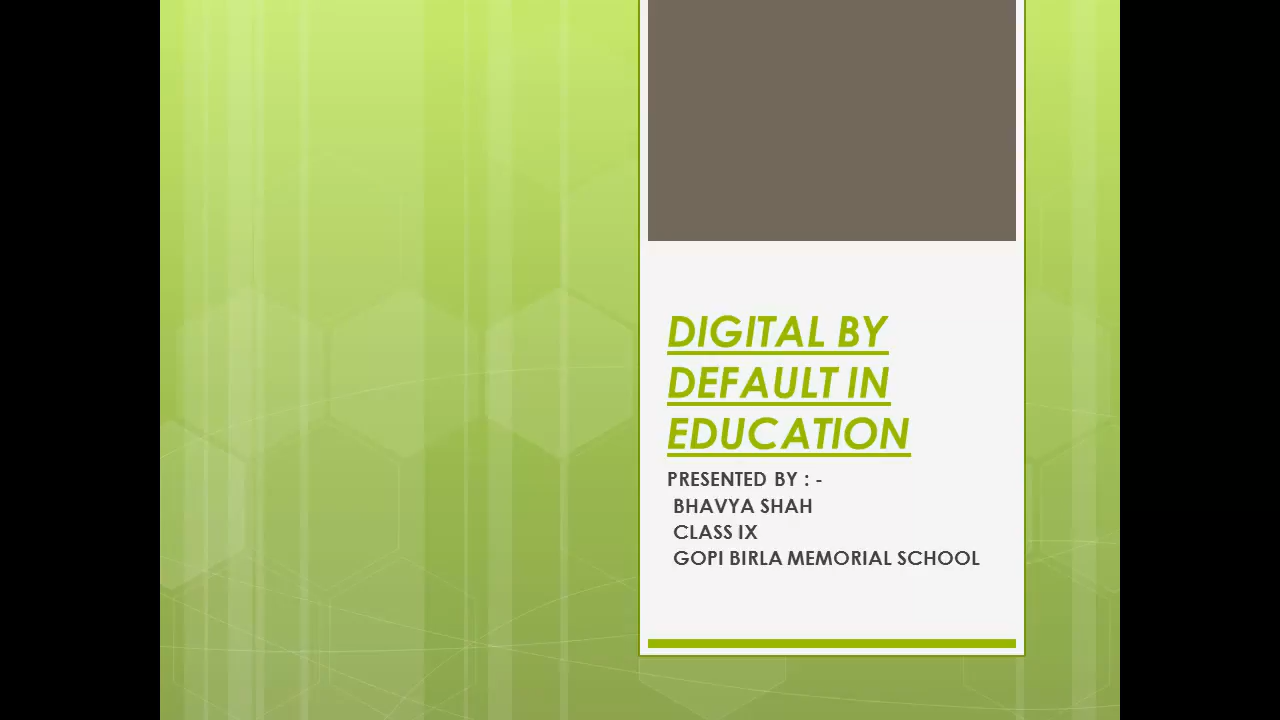 DIGITAL BY
DEFAULT IN
EDUCATION
PRESENTED BY : -
BHAVYA SHAH
CLASS IX
GOPI BIRLA MEMORIAL SCHOOL